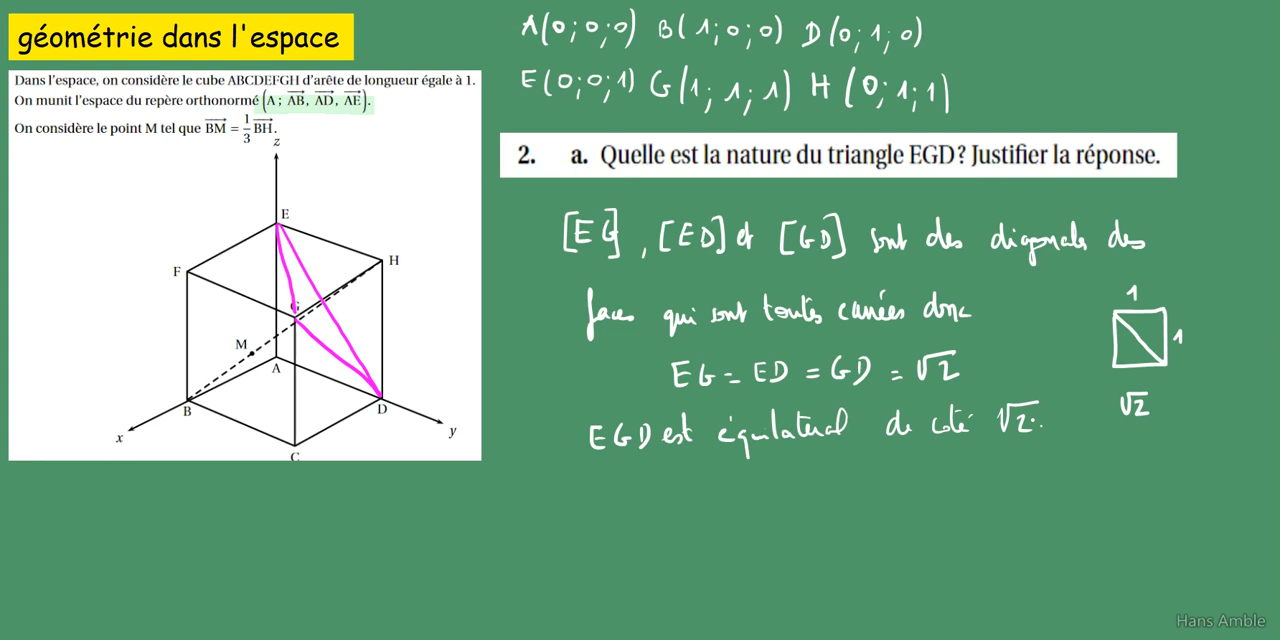 géométrie dans l'espace
Dans l'espace, on considère le cube ABCDEFGH d'arête de longueur égale à 1.
On munit l'espace du repère orthonormé (A ; AB, AD, AE).
On considère le point M tel que BM = 1/3 BH.
z
E
H
F
G
M
A
B
D
x
y
C
A(0;0;0) B(1;0;0) D(0;1;0)
E(0;0;1) G(1;1;1) H(0;1;1)
2. a. Quelle est la nature du triangle EGD? Justifier la réponse.
[EG], [ED] et [GD] sont des diagonales des
faces qui sont toutes carrées donc
EG = ED = GD = √2
EGD est équilatéral de coté √2.
1
1
√2
Hans Amble